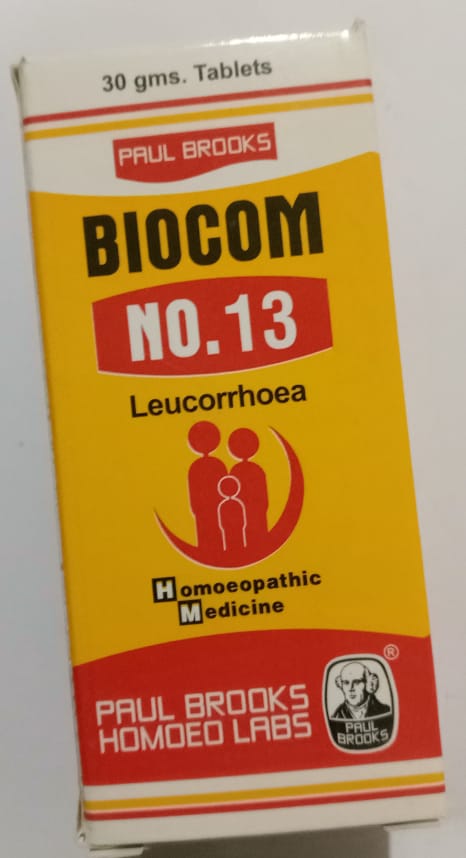 30 gms. Tablets
PAUL BROOKS
BIOCOM
NO.13
Leucorrhoea
Homoeopathic
Medicine
PAUL BROOKS
HOMOEO LABS
®
PAUL
BROOKS